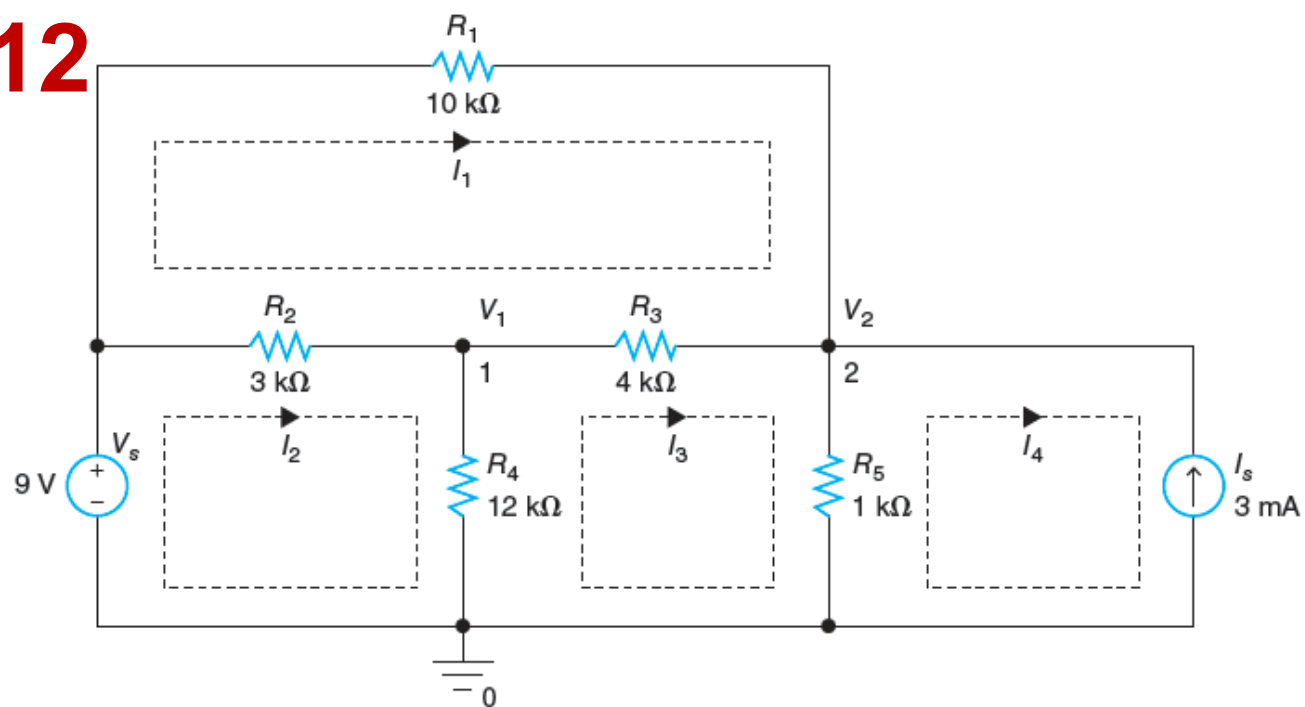 12
R1
10 kΩ
I1
R2
3 kΩ
V1
1
R3
4 kΩ
V2
2
I2
I3
I4
Vs
+
−
9 V
R4
12 kΩ
R5
1 kΩ
Is
3 mA
0